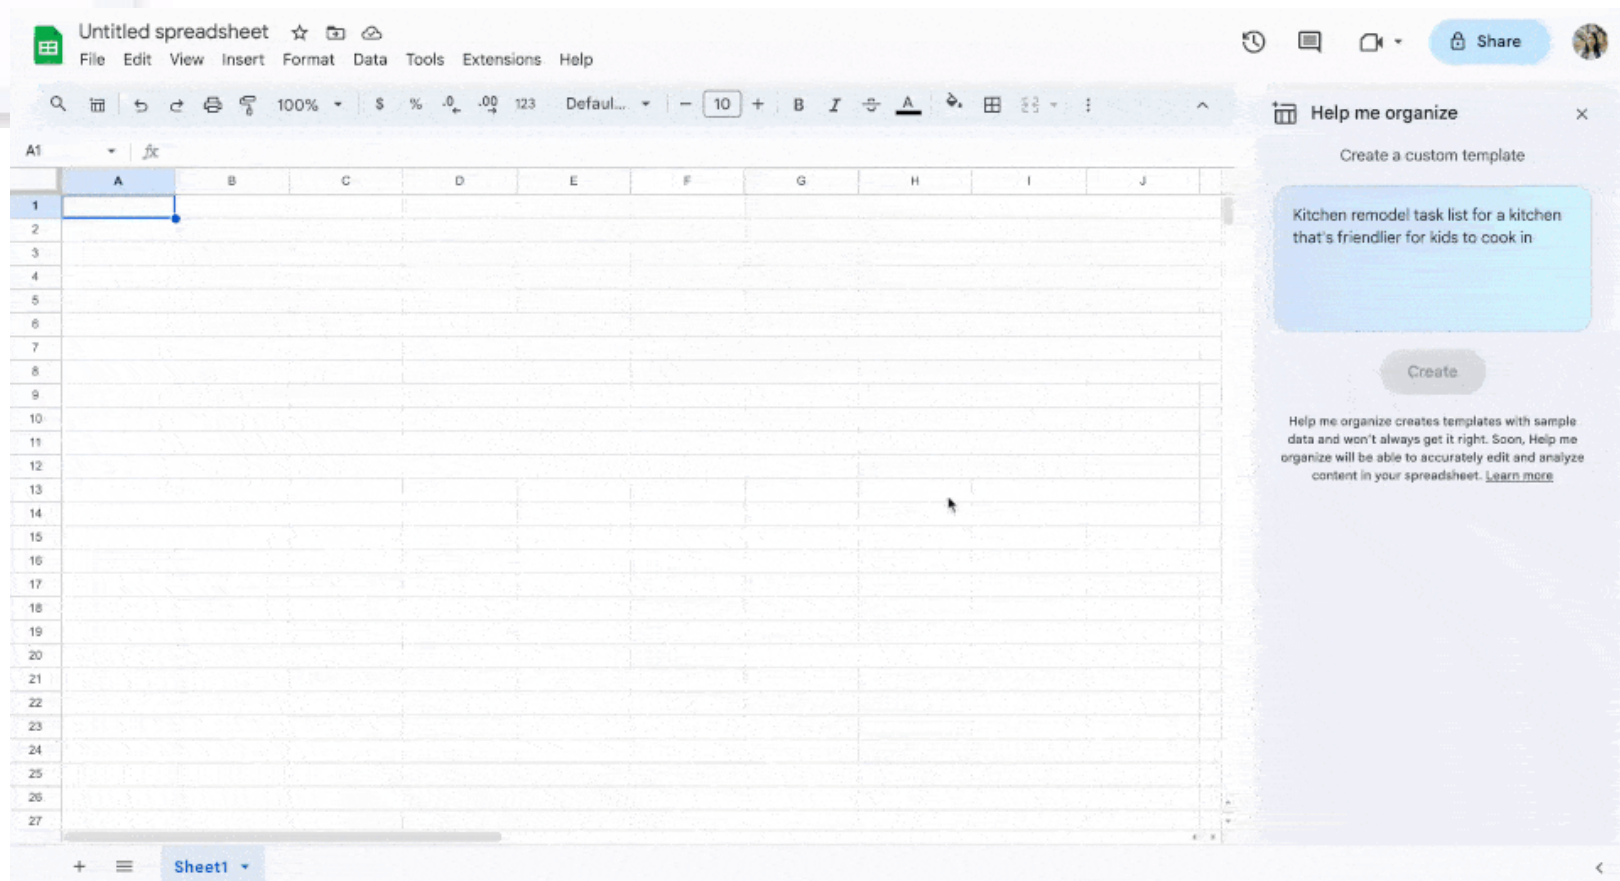 Untitled spreadsheet
File Edit View Insert Format Data Tools Extensions Help
Share
100% $ % .0 .00 123 Defaul... − 10 + B I A
A1 fx
A B C D E F G H I J
1
2
3
4
5
6
7
8
9
10
11
12
13
14
15
16
17
18
19
20
21
22
23
24
25
26
27
+ Sheet1
Help me organize
Create a custom template
Kitchen remodel task list for a kitchen
that's friendlier for kids to cook in
Create
Help me organize creates templates with sample
data and won't always get it right. Soon, Help me
organize will be able to accurately edit and analyze
content in your spreadsheet. Learn more